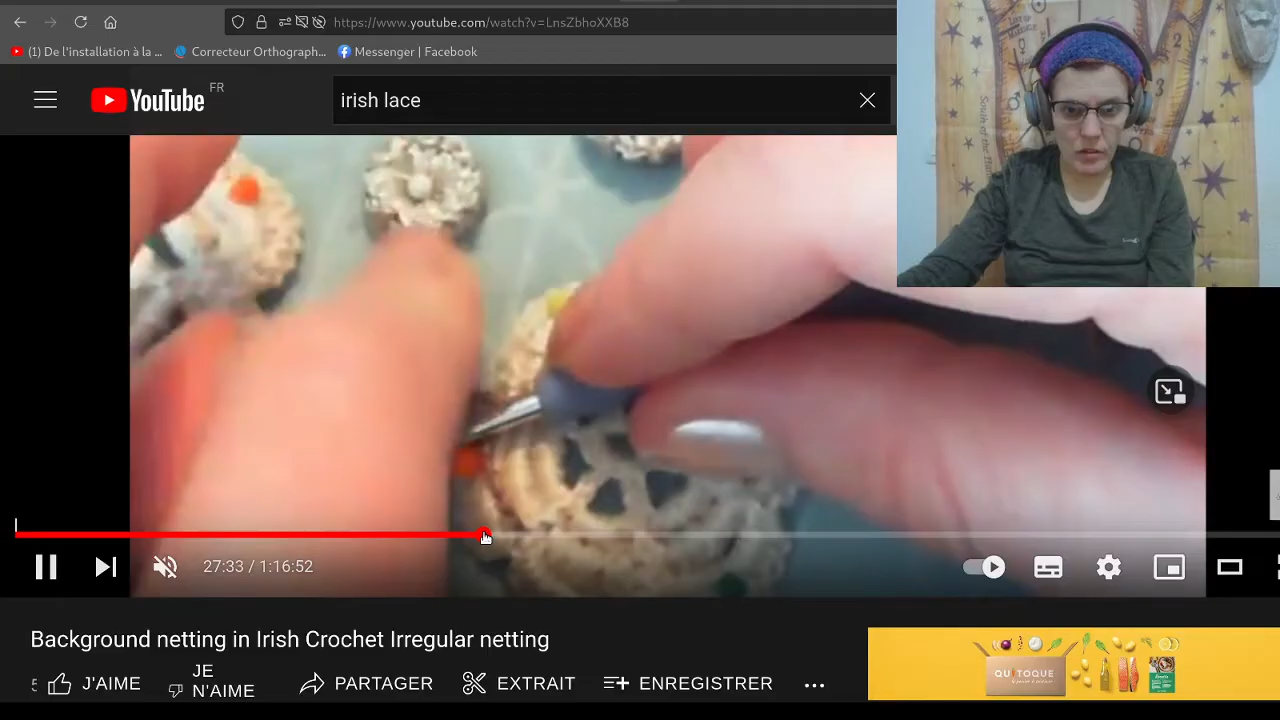 https://www.youtube.com/watch?v=LnsZbhoXXB8
(1) De l'installation à la ...
Correcteur Orthograph...
Messenger | Facebook
YouTube FR
irish lace
27:33 / 1:16:52
Background netting in Irish Crochet Irregular netting
J'AIME
JE N'AIME
PARTAGER
EXTRAIT
ENREGISTRER
QUITOQUE